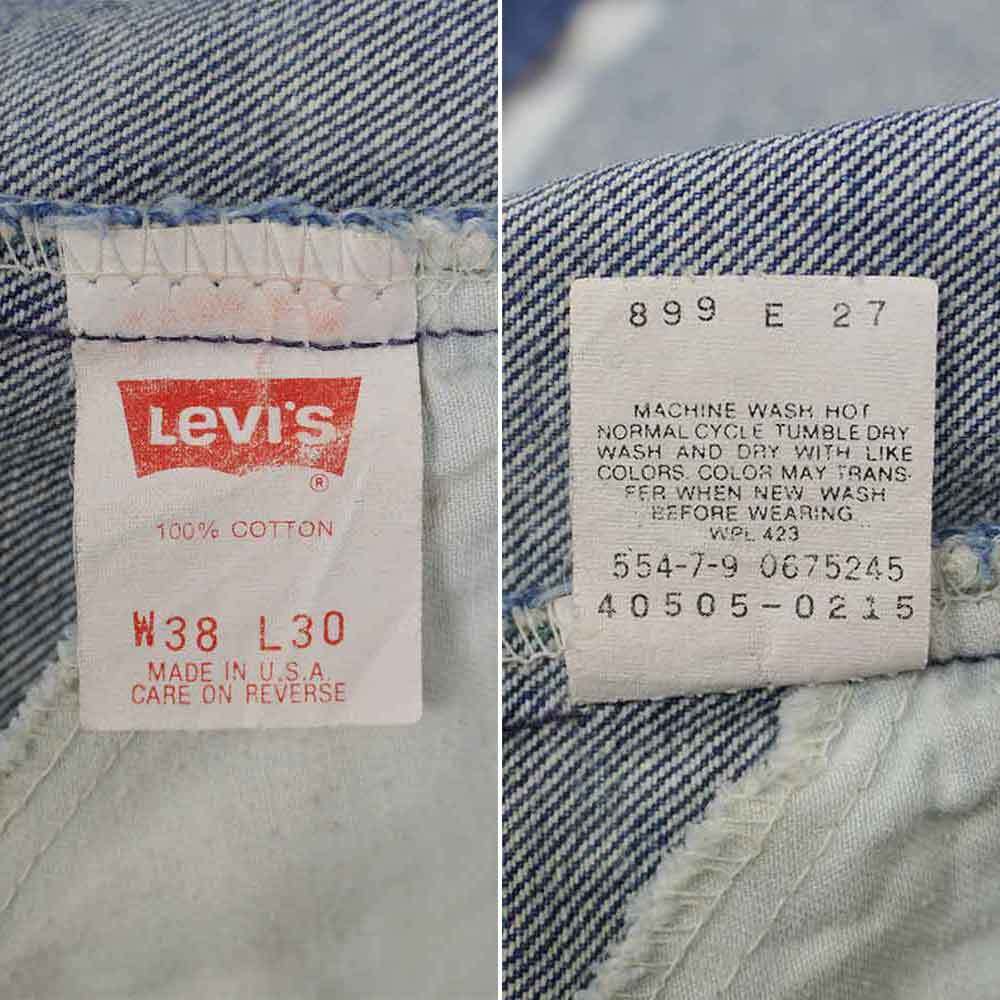 Levi's
®
100% COTTON
W38 L30
MADE IN U.S.A.
CARE ON REVERSE
899 E 27
MACHINE WASH HOT
NORMAL CYCLE TUMBLE DRY
WASH AND DRY WITH LIKE
COLORS. COLOR MAY TRANS-
FER WHEN NEW WASH
BEFORE WEARING
WPL 423
554-7-9 0675245
40505-0215